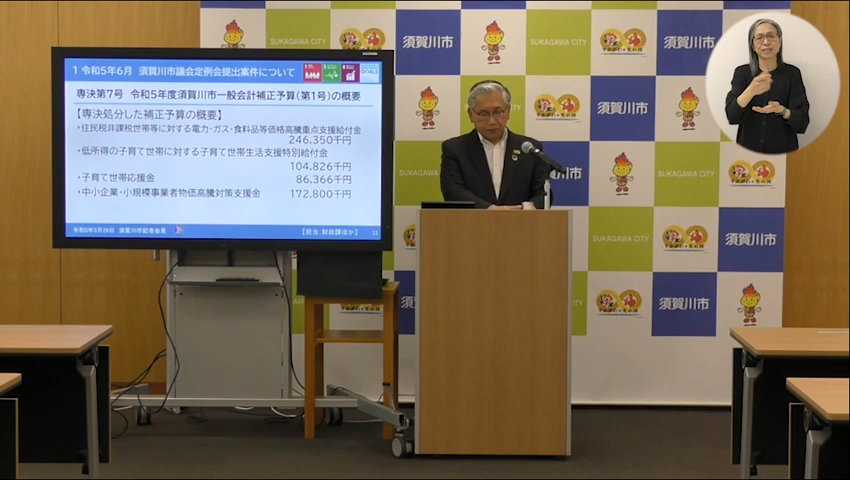 1 令和5年6月 須賀川市議会定例会提出案件について
専決第7号 令和5年度須賀川市一般会計補正予算(第1号)の概要
【専決処分した補正予算の概要】
・住民税非課税世帯等に対する電力・ガス・食料品等価格高騰重点支援給付金
246,350千円
・低所得の子育て世帯に対する子育て世帯生活支援特別給付金
104,826千円
・子育て世帯応援金 86,366千円
・中小企業・小規模事業者物価高騰対策支援金 172,800千円
令和5年5月29日 須賀川市記者会見
【担当:財政課ほか】
11
SUKAGAWA CITY
須賀川市
SUKAGAWA CITY
須賀川市
須賀川市
SUKAGAWA CITY
SUKAGAWA CITY
須賀川市
須賀川市